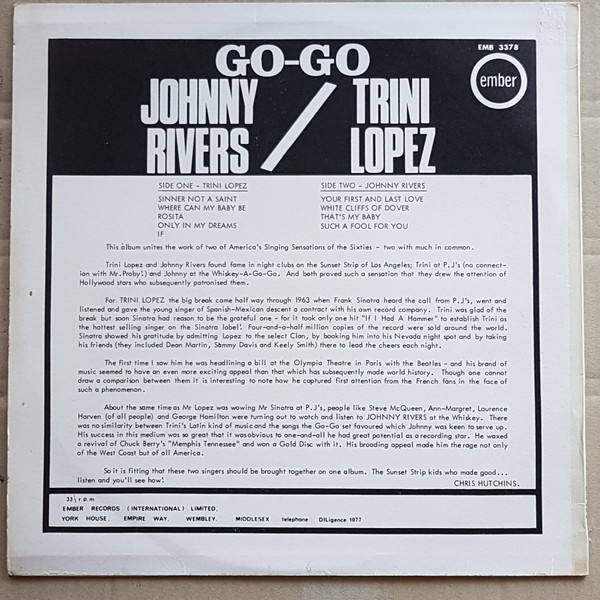 GO-GO
EMB 3378
ember
JOHNNY RIVERS / TRINI LOPEZ
SIDE ONE - TRINI LOPEZ
SINNER NOT A SAINT
WHERE CAN MY BABY BE
ROSITA
ONLY IN MY DREAMS
IF
SIDE TWO - JOHNNY RIVERS
YOUR FIRST AND LAST LOVE
WHITE CLIFFS OF DOVER
THAT'S MY BABY
SUCH A FOOL FOR YOU
This album unites the work of two of America's Singing Sensations of the Sixties - two with much in common.
Trini Lopez and Johnny Rivers found fame in night clubs on the Sunset Strip of Los Angeles; Trini at P.J's (no connect-
ion with Mr.Proby!) and Johnny at the Whiskey-A-Go-Go. And both proved such a sensation that they drew the attention of
Hollywood stars who subsequently patronised them.
For TRINI LOPEZ the big break came half way through 1963 when Frank Sinatra heard the call from P.J's, went and
listened and gave the young singer of Spanish-Mexican descent a contract with his own record company. Trini was glad of the
break but soon Sinatra had reason to be the grateful one - for it took only one hit "If I Had A Hammer" to establish Trini as
the hottest selling singer on the Sinatra label! Four-and-a-half million copies of the record were sold around the world.
Sinatra showed his gratitude by admitting Lopez to the select Clan, by booking him into his Nevada night spot and by taking
his friends (they included Dean Martin, Sammy Davis and Keely Smith) there to lead the cheers each night.
The first time I saw him he was headlining a bill at the Olympia Theatre in Paris with the Beatles - and his brand of
music seemed to have an even more exciting appeal than that which has subsequently made world history. Though one cannot
draw a comparison between them it is interesting to note how he captured first attention from the French fans in the face of
such a phenomenon.
About the same time as Mr Lopez was wowing Mr Sinatra at P.J's, people like Steve McQueen, Ann-Margret, Laurence
Harven (of all people) and George Hamilton were turning out to watch and listen to JOHNNY RIVERS at the Whiskey. There
was no similarity between Trini's Latin kind of music and the songs the Go-Go set favoured which Johnny was keen to serve up.
His success in this medium was so great that it was obvious to one-and-all he had great potential as a recording star. He waxed
a revival of Chuck Berry's "Memphis Tennessee" and won a Gold Disc with it. His brooding appeal made him the rage not only
of the West Coast but of all America.
So it is fitting that these two singers should be brought together on one album. The Sunset Strip kids who made good...
listen and you'll see how!
CHRIS HUTCHINS.
33⅓ r.p.m
EMBER RECORDS (INTERNATIONAL) LIMITED,
YORK HOUSE, EMPIRE WAY, WEMBLEY, MIDDLESEX telephone: DILigence 1977